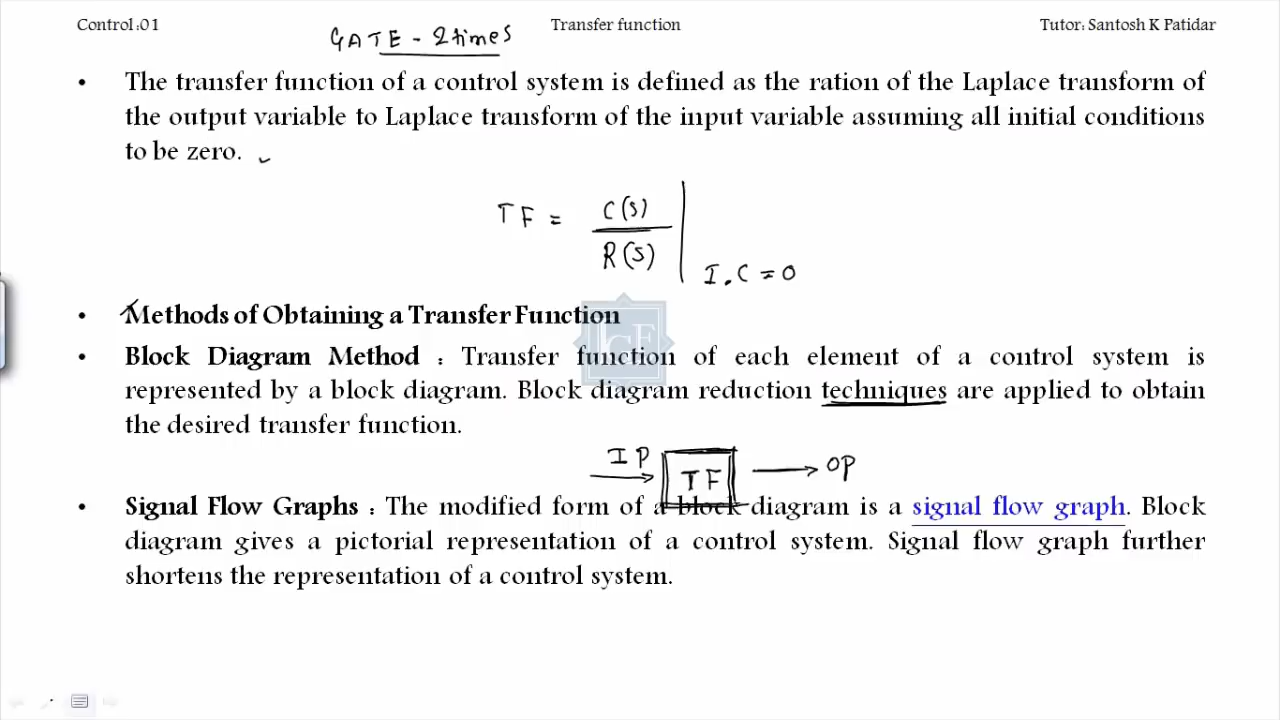 Control :01 Transfer function Tutor: Santosh K Patidar
GATE - 2 times
• The transfer function of a control system is defined as the ration of the Laplace transform of
the output variable to Laplace transform of the input variable assuming all initial conditions
to be zero.
TF = C(s)
R(s)
I.C = 0
• Methods of Obtaining a Transfer Function
• Block Diagram Method : Transfer function of each element of a control system is
represented by a block diagram. Block diagram reduction techniques are applied to obtain
the desired transfer function.
IP TF OP
• Signal Flow Graphs : The modified form of a block diagram is a signal flow graph. Block
diagram gives a pictorial representation of a control system. Signal flow graph further
shortens the representation of a control system.